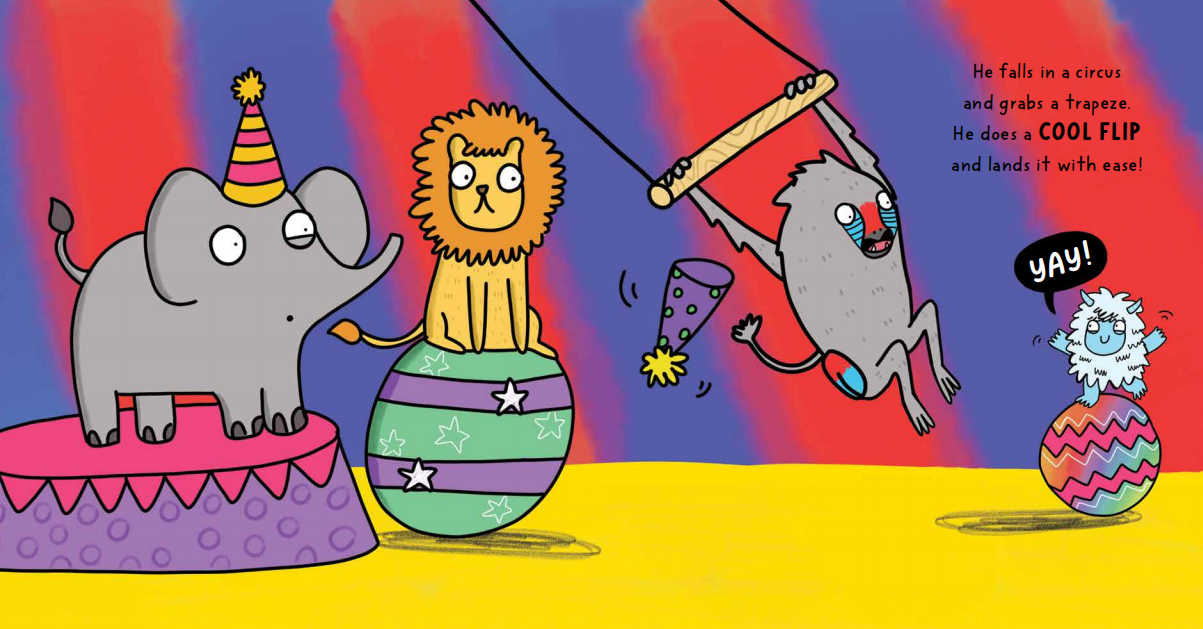 He falls in a circus
and grabs a trapeze.
He does a COOL FLIP
and lands it with ease!
YAY!